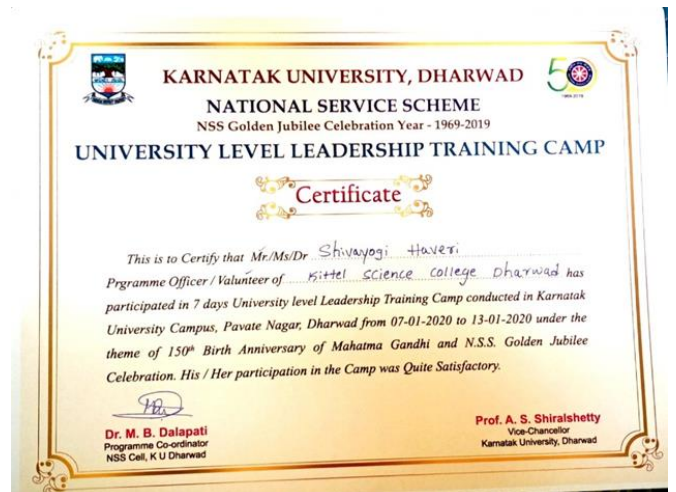 KARNATAK UNIVERSITY, DHARWAD
50
1969-2019
NATIONAL SERVICE SCHEME
NSS Golden Jubilee Celebration Year - 1969-2019
UNIVERSITY LEVEL LEADERSHIP TRAINING CAMP
Certificate
This is to Certify that Mr./Ms/Dr Shivayogi Haveri
Prgramme Officer / Valunteer of Kittel Science College Dharwad has
participated in 7 days University level Leadership Training Camp conducted in Karnatak
University Campus, Pavate Nagar, Dharwad from 07-01-2020 to 13-01-2020 under the
theme of 150th Birth Anniversary of Mahatma Gandhi and N.S.S. Golden Jubilee
Celebration. His / Her participation in the Camp was Quite Satisfactory.
Dr. M. B. Dalapati
Programme Co-ordinator
NSS Cell, K U Dharwad
Prof. A. S. Shiralshetty
Vice-Chancellor
Karnatak University, Dharwad